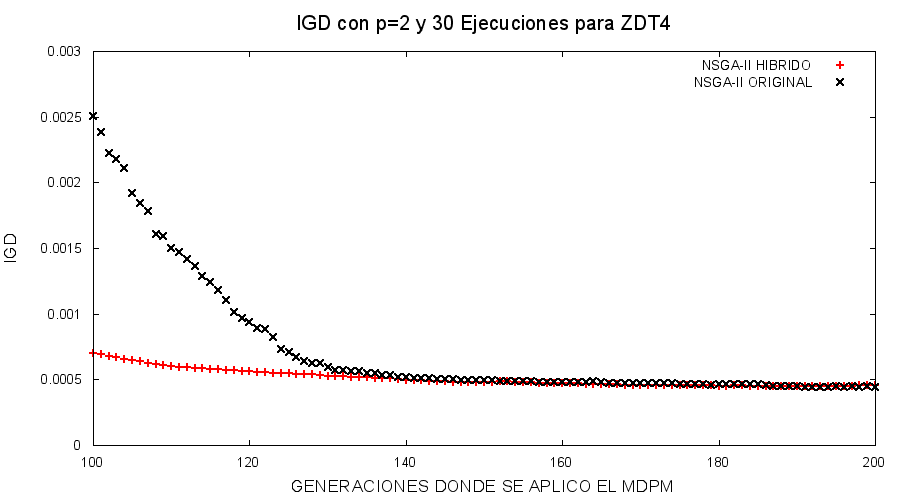 IGD con p=2 y 30 Ejecuciones para ZDT4
0.003
NSGA-II HIBRIDO
NSGA-II ORIGINAL
0.0025
0.002
0.0015
IGD
0.001
0.0005
0
100 120 140 160 180 200
GENERACIONES DONDE SE APLICO EL MDPM